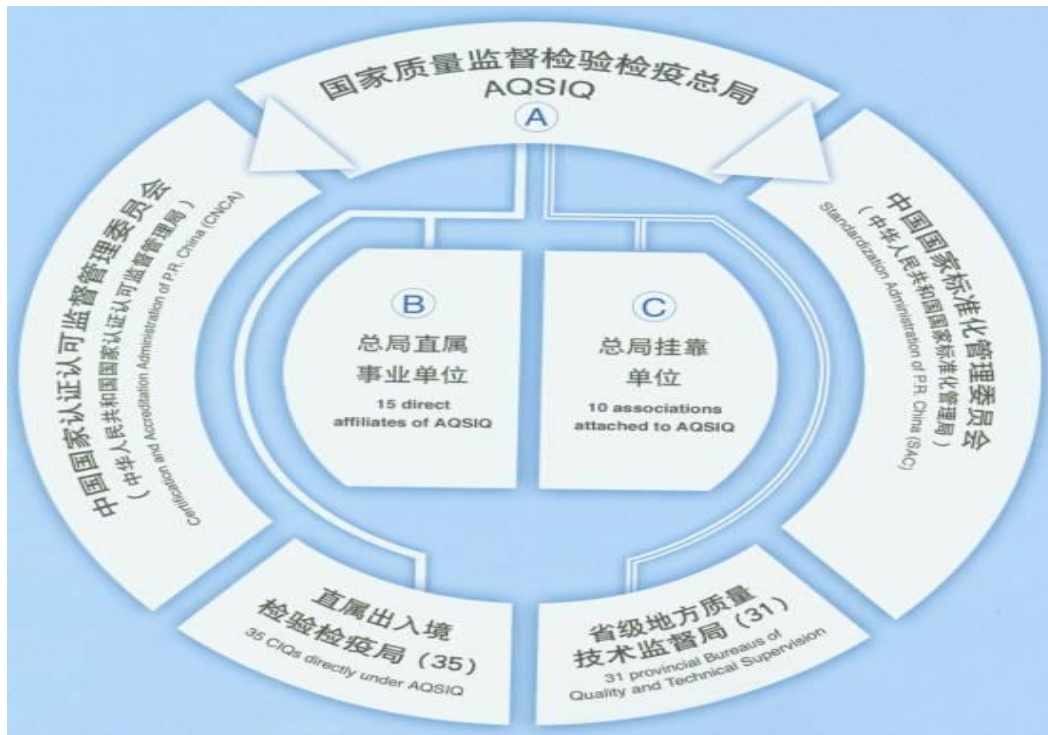 国家质量监督检验检疫总局
AQSIQ
A
中国国家认证认可监督管理委员会
（中华人民共和国国家认证认可监督管理局）
Certification and Accreditation Administration of P.R. China (CNCA)
B
总局直属
事业单位
15 direct
affiliates of AQSIQ
C
总局挂靠
单位
10 associations
attached to AQSIQ
中国国家标准化管理委员会
（中华人民共和国国家标准化管理局）
Standardization Administration of P.R. China (SAC)
直属出入境
检验检疫局（35）
35 CIQs directly under AQSIQ
省级地方质量
技术监督局（31）
31 provincial Bureaus of
Quality and Technical Supervision